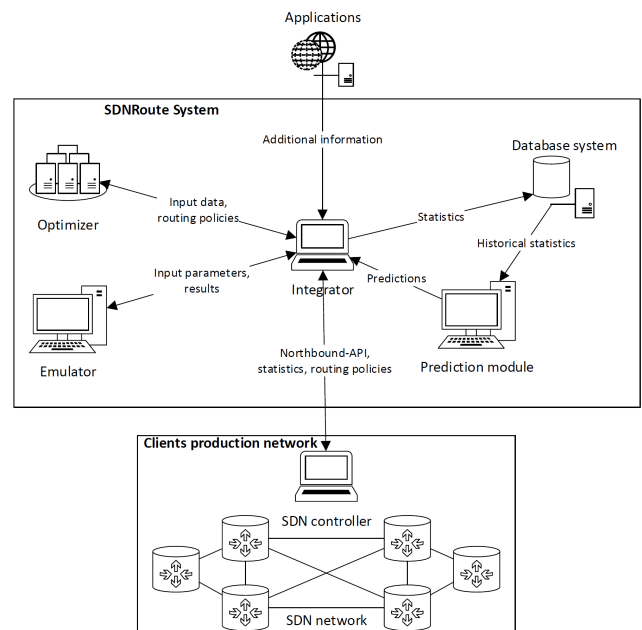 Applications
SDNRoute System
Additional information
Database system
Input data,
routing policies
Optimizer
Statistics
Historical statistics
Input parameters,
results
Integrator
Predictions
Emulator
Northbound-API,
statistics, routing policies
Prediction module
Clients production network
SDN controller
SDN network